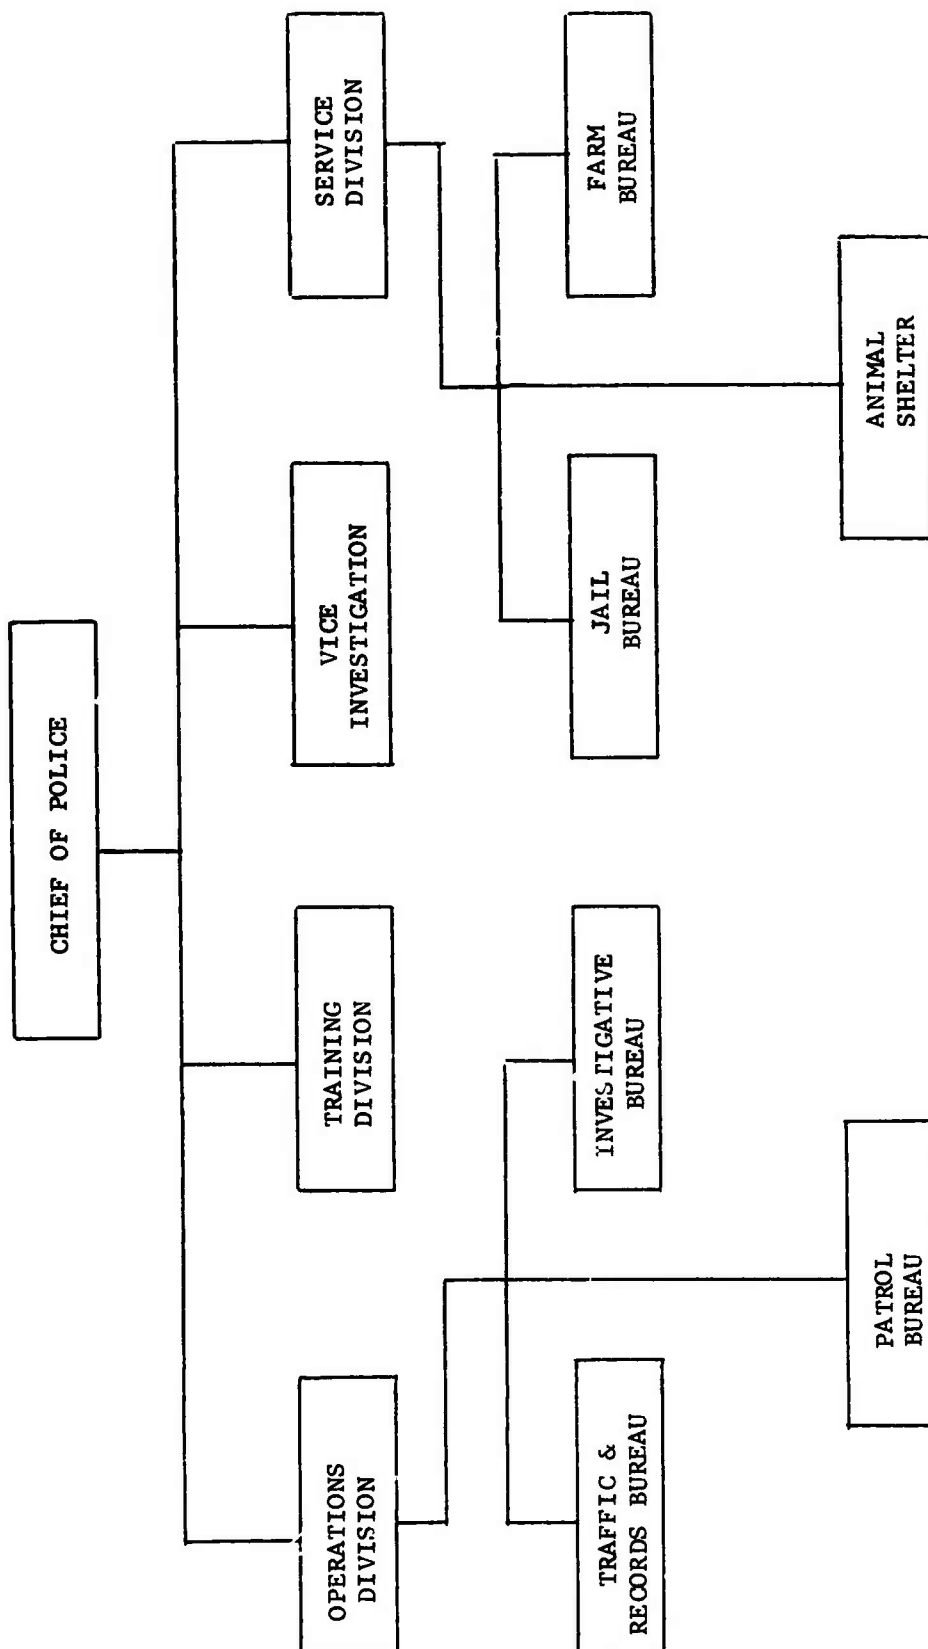 CHIEF OF POLICE
OPERATIONS
DIVISION
TRAINING
DIVISION
VICE
INVESTIGATION
SERVICE
DIVISION
TRAFFIC &
RECORDS BUREAU
INVESTIGATIVE
BUREAU
JAIL
BUREAU
FARM
BUREAU
PATROL
BUREAU
ANIMAL
SHELTER